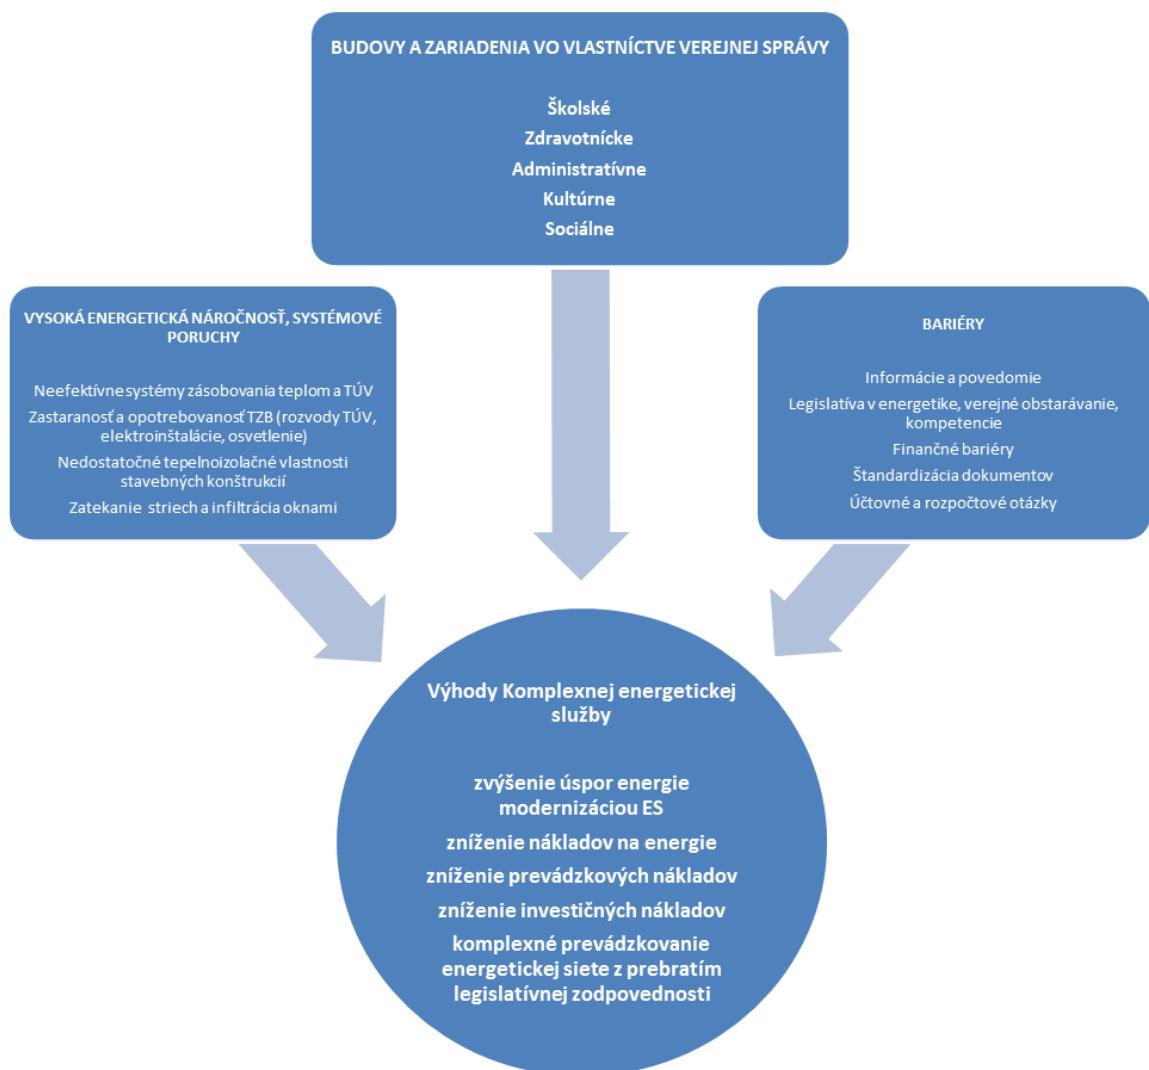 BUDOVY A ZARIADENIA VO VLASTNÍCTVE VEREJNEJ SPRÁVY
Školské
Zdravotnícke
Administratívne
Kultúrne
Sociálne
VYSOKÁ ENERGETICKÁ NÁROČNOSŤ, SYSTÉMOVÉ
PORUCHY
Neefektívne systémy zásobovania teplom a TÚV
Zastaranosť a opotrebovanosť TZB (rozvody TÚV,
elektroinštalácie, osvetlenie)
Nedostatočné tepelnoizolačné vlastnosti
stavebných konštrukcií
Zatekanie striech a infiltrácia oknami
BARIÉRY
Informácie a povedomie
Legislatíva v energetike, verejné obstarávanie,
kompetencie
Finančné bariéry
Štandardizácia dokumentov
Účtovné a rozpočtové otázky
Výhody Komplexnej energetickej
služby
zvýšenie úspor energie
modernizáciou ES
zníženie nákladov na energie
zníženie prevádzkových nákladov
zníženie investičných nákladov
komplexné prevádzkovanie
energetickej siete z prebratím
legislatívnej zodpovednosti